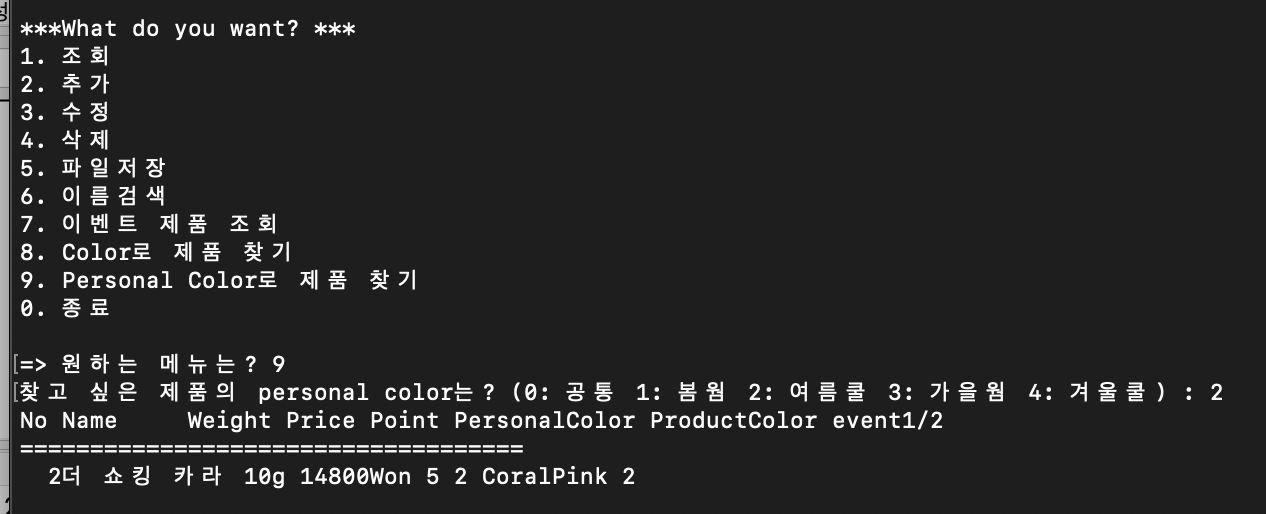 ***What do you want? ***
1. 조회
2. 추가
3. 수정
4. 삭제
5. 파일저장
6. 이름검색
7. 이벤트 제품 조회
8. Color로 제품 찾기
9. Personal Color로 제품 찾기
0. 종료
[=> 원하는 메뉴는? 9
[찾고 싶은 제품의 personal color는? (0: 공통 1: 봄웜 2: 여름쿨 3: 가을웜 4: 겨울쿨) : 2
No Name     Weight Price Point PersonalColor ProductColor event1/2
====================================
  2더 쇼킹 카라 10g 14800Won 5 2 CoralPink 2